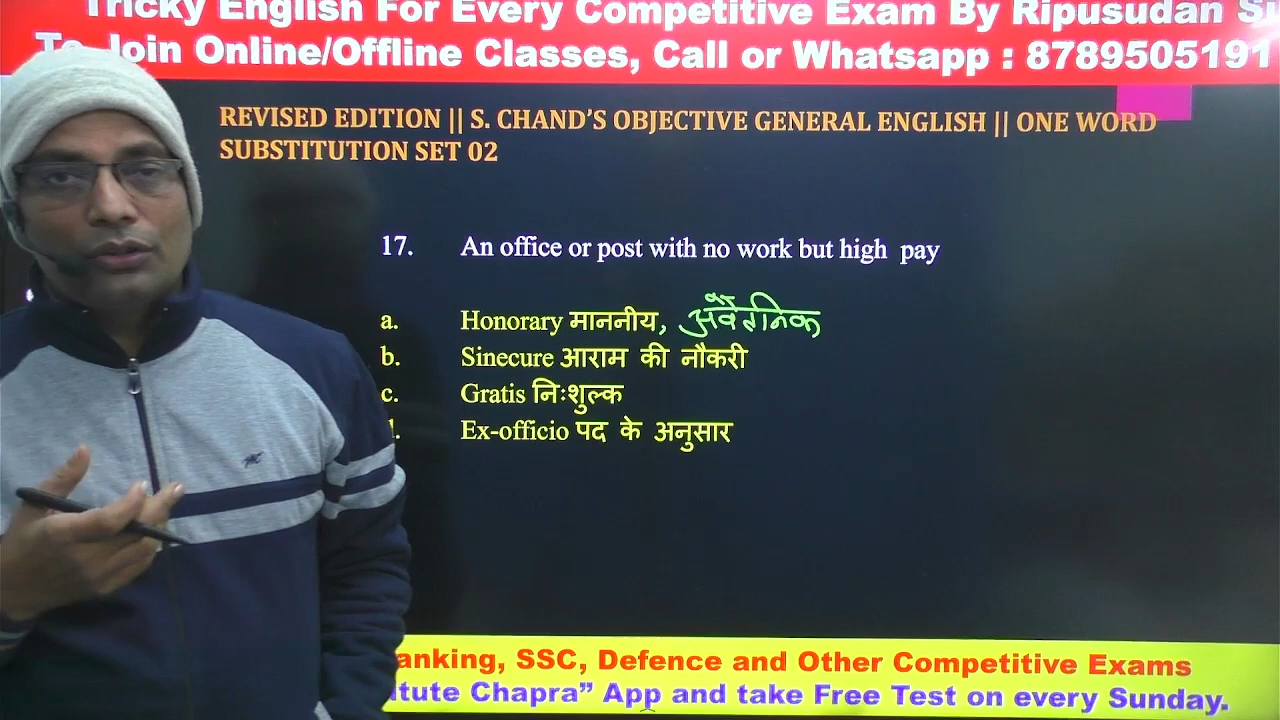 Tricky English For Every Competitive Exam By Ripusudan
To Join Online/Offline Classes, Call or Whatsapp : 8789505191
REVISED EDITION || S. CHAND'S OBJECTIVE GENERAL ENGLISH || ONE WORD
SUBSTITUTION SET 02
17. An office or post with no work but high pay
a. Honorary माननीय, अवैतनिक
b. Sinecure आराम की नौकरी
c. Gratis निःशुल्क
Ex-officio पद के अनुसार
anking, SSC, Defence and Other Competitive Exams
itute Chapra” App and take Free Test on every Sunday.